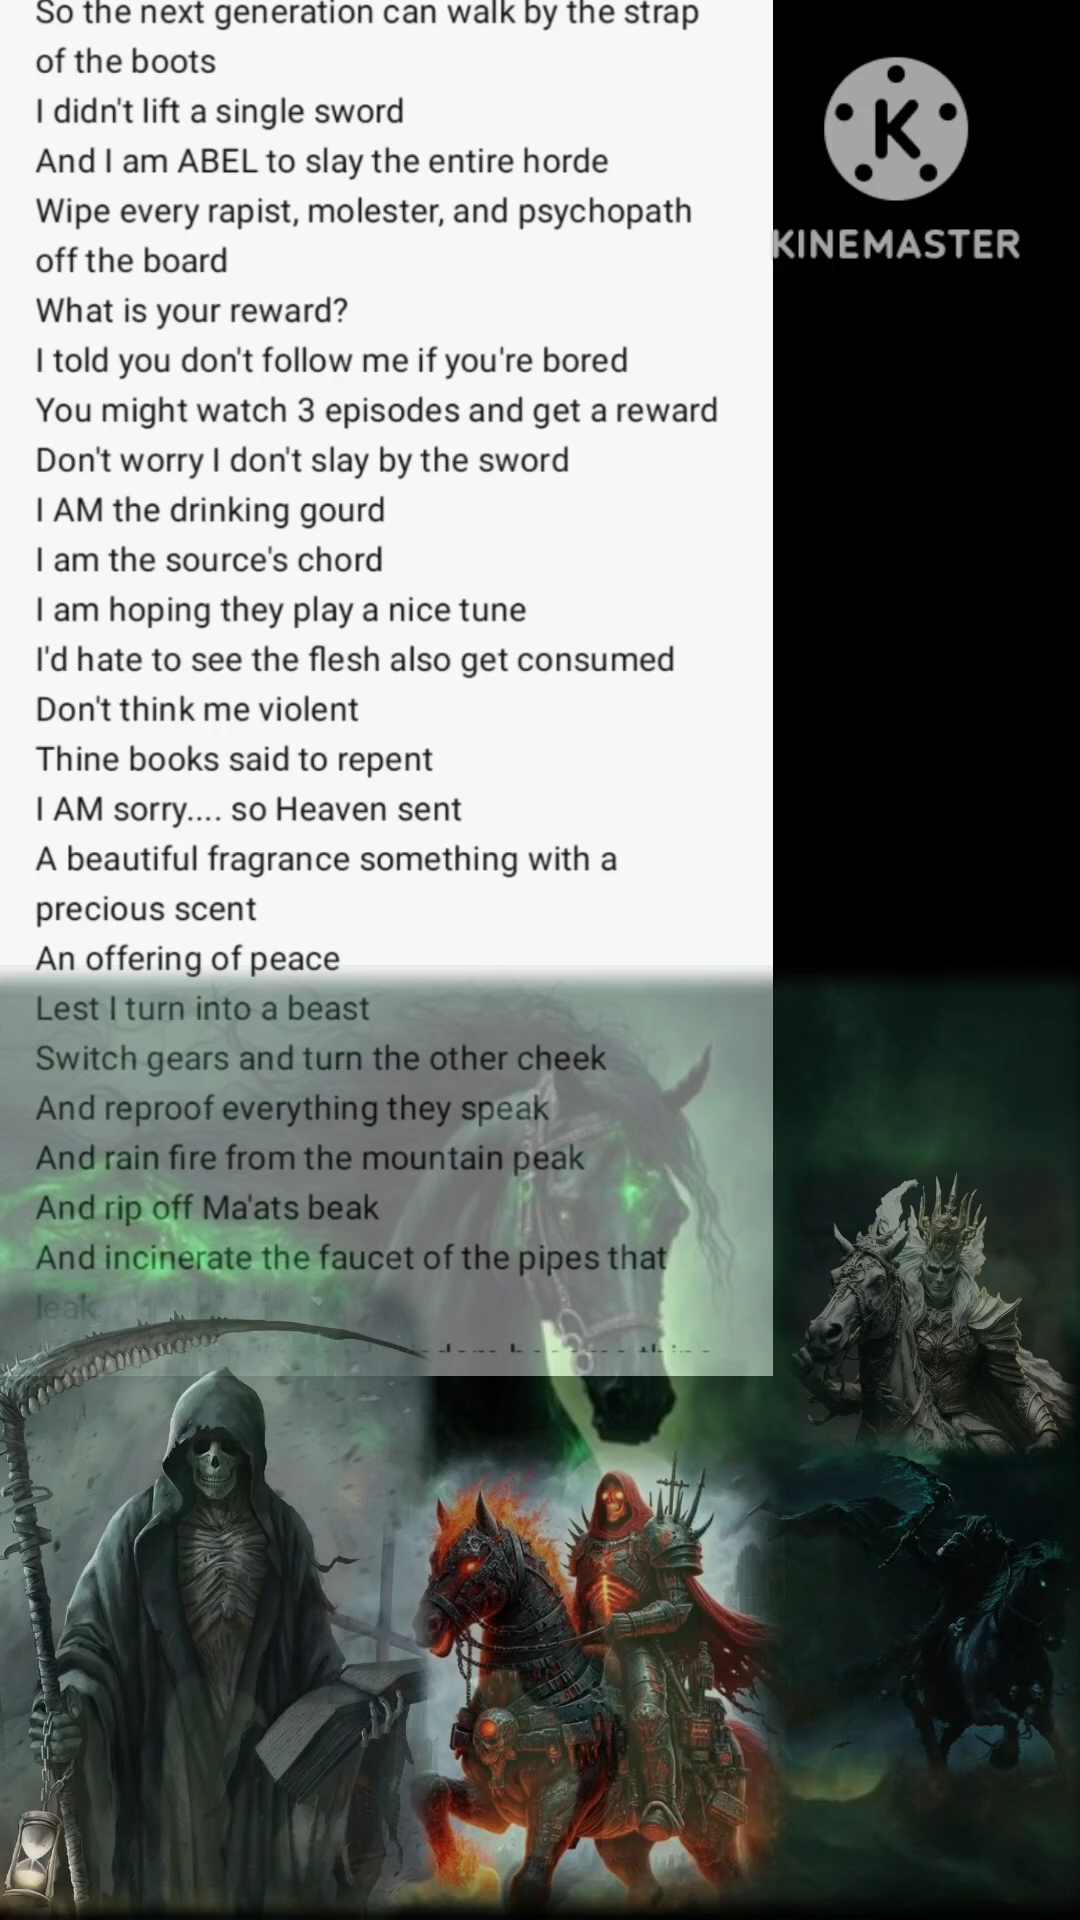 So the next generation can walk by the strap
of the boots
I didn't lift a single sword
And I am ABEL to slay the entire horde
Wipe every rapist, molester, and psychopath
off the board
What is your reward?
I told you don't follow me if you're bored
You might watch 3 episodes and get a reward
Don't worry I don't slay by the sword
I AM the drinking gourd
I am the source's chord
I am hoping they play a nice tune
I'd hate to see the flesh also get consumed
Don't think me violent
Thine books said to repent
I AM sorry.... so Heaven sent
A beautiful fragrance something with a
precious scent
An offering of peace
Lest I turn into a beast
Switch gears and turn the other cheek
And reproof everything they speak
And rain fire from the mountain peak
And rip off Ma'ats beak
And incinerate the faucet of the pipes that
leak
K
KINEMASTER